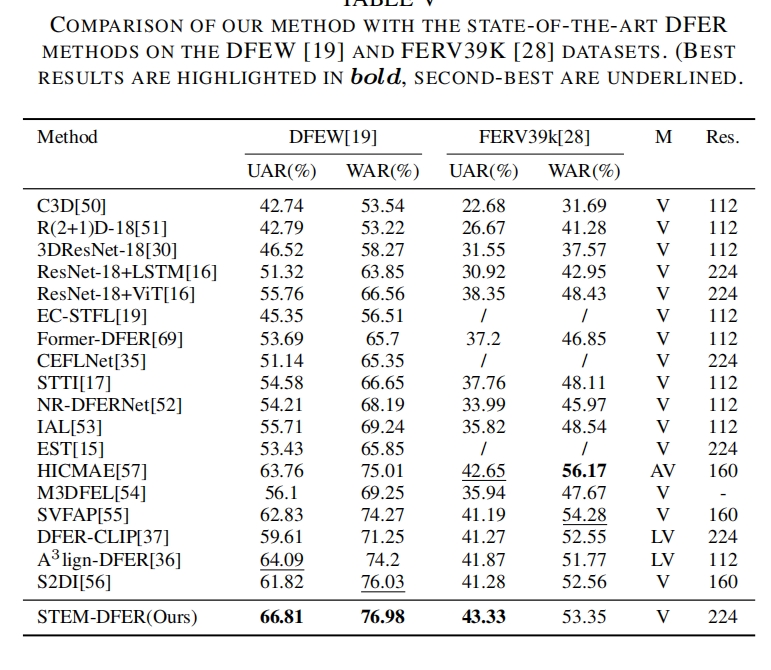 TABLE V
COMPARISON OF OUR METHOD WITH THE STATE-OF-THE-ART DFER
METHODS ON THE DFEW [19] AND FERV39K [28] DATASETS. (BEST
RESULTS ARE HIGHLIGHTED IN bold, SECOND-BEST ARE UNDERLINED.
Method DFEW[19] FERV39k[28] M Res.
UAR(%) WAR(%) UAR(%) WAR(%)
C3D[50] 42.74 53.54 22.68 31.69 V 112
R(2+1)D-18[51] 42.79 53.22 26.67 41.28 V 112
3DResNet-18[30] 46.52 58.27 31.55 37.57 V 112
ResNet-18+LSTM[16] 51.32 63.85 30.92 42.95 V 224
ResNet-18+ViT[16] 55.76 66.56 38.35 48.43 V 224
EC-STFL[19] 45.35 56.51 / / V 112
Former-DFER[69] 53.69 65.7 37.2 46.85 V 112
CEFLNet[35] 51.14 65.35 / / V 224
STTI[17] 54.58 66.65 37.76 48.11 V 112
NR-DFERNet[52] 54.21 68.19 33.99 45.97 V 112
IAL[53] 55.71 69.24 35.82 48.54 V 112
EST[15] 53.43 65.85 / / V 224
HICMAE[57] 63.76 75.01 42.65 56.17 AV 160
M3DFEL[54] 56.1 69.25 35.94 47.67 V -
SVFAP[55] 62.83 74.27 41.19 54.28 V 160
DFER-CLIP[37] 59.61 71.25 41.27 52.55 LV 224
A³lign-DFER[36] 64.09 74.2 41.87 51.77 LV 112
S2DI[56] 61.82 76.03 41.28 52.56 V 160
STEM-DFER(Ours) 66.81 76.98 43.33 53.35 V 224